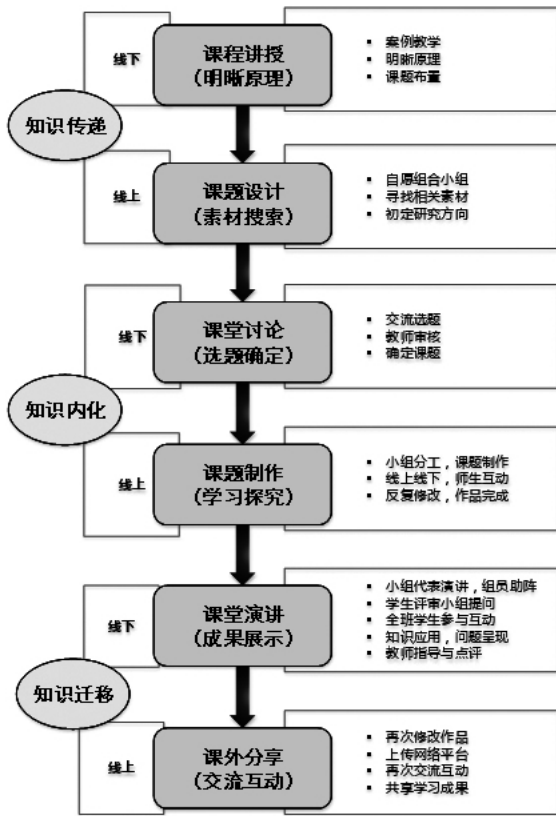 线下
课程讲授
(明晰原理)
▪ 案例教学
▪ 明晰原理
▪ 课题布置
知识传递
线上
课题设计
(素材搜索)
▪ 自愿组合小组
▪ 寻找相关素材
▪ 初定研究方向
线下
课堂讨论
(选题确定)
▪ 交流选题
▪ 教师审核
▪ 确定课题
知识内化
线上
课题制作
(学习探究)
▪ 小组分工，课题制作
▪ 线上线下，师生互动
▪ 反复修改，作品完成
线下
课堂演讲
(成果展示)
▪ 小组代表演讲，组员助阵
▪ 学生评审小组提问
▪ 全班学生参与互动
▪ 知识应用，问题呈现
▪ 教师指导与点评
知识迁移
线上
课外分享
(交流互动)
▪ 再次修改作品
▪ 上传网络平台
▪ 再次交流互动
▪ 共享学习成果